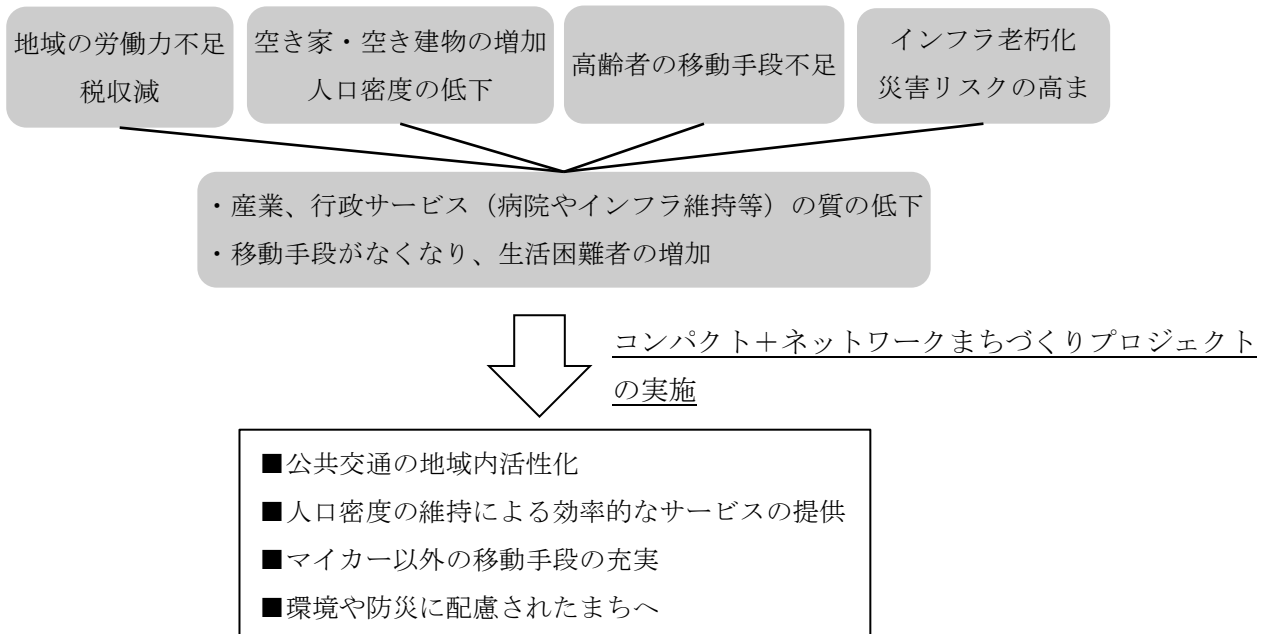 地域の労働力不足
税収減
空き家・空き建物の増加
人口密度の低下
高齢者の移動手段不足
インフラ老朽化
災害リスクの高ま
・産業、行政サービス（病院やインフラ維持等）の質の低下
・移動手段がなくなり、生活困難者の増加
コンパクト＋ネットワークまちづくりプロジェクト
の実施
■公共交通の地域内活性化
■人口密度の維持による効率的なサービスの提供
■マイカー以外の移動手段の充実
■環境や防災に配慮されたまちへ